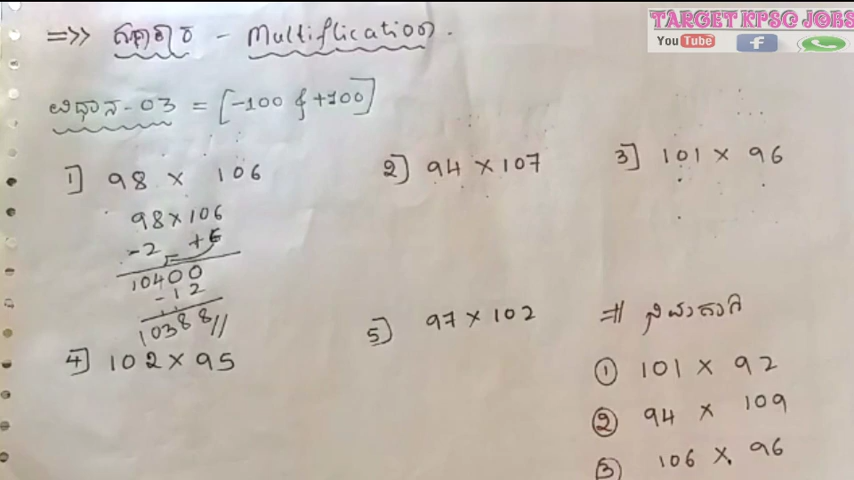 TARGET KPSC JOBS
YouTube f
=>> ಗುಣಾಕಾರ - Multiflication.
ವಿಧಾನ-03 = [-100 & +100]
1] 98 × 106
98×106
-2 +6
10400
-12
10388//
2] 94 × 107
3] 101 × 96
4] 102 × 95
5] 97 × 102
① 101 × 92
② 94 × 109
③ 106 × 96